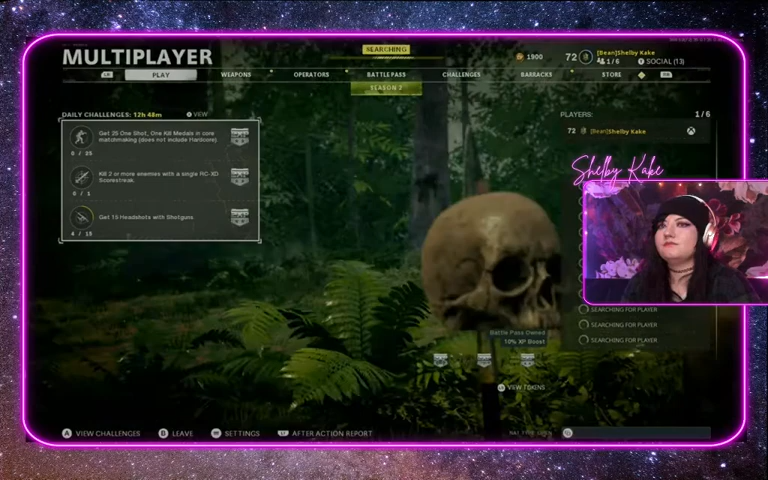 MULTIPLAYER
SEARCHING
1900
72
[Bean]Shelby Kake
1/6
SOCIAL (13)
LB
PLAY
WEAPONS
OPERATORS
BATTLE PASS
CHALLENGES
BARRACKS
STORE
RB
SEASON 2
DAILY CHALLENGES: 12h 48m
VIEW
Get 25 One Shot, One Kill Medals in core
matchmaking (does not include Hardcore)
0 / 25
Kill 2 or more enemies with a single RC-XD
Scorestreak.
0 / 1
Get 15 Headshots with Shotguns
4 / 15
PLAYERS:
1/6
72 [Bean]Shelby Kake
Shelby Kake
SEARCHING FOR PLAYER
SEARCHING FOR PLAYER
SEARCHING FOR PLAYER
Battle Pass Owned
10% XP Boost
VIEW TOKENS
A VIEW CHALLENGES
B LEAVE
SETTINGS
AFTER ACTION REPORT